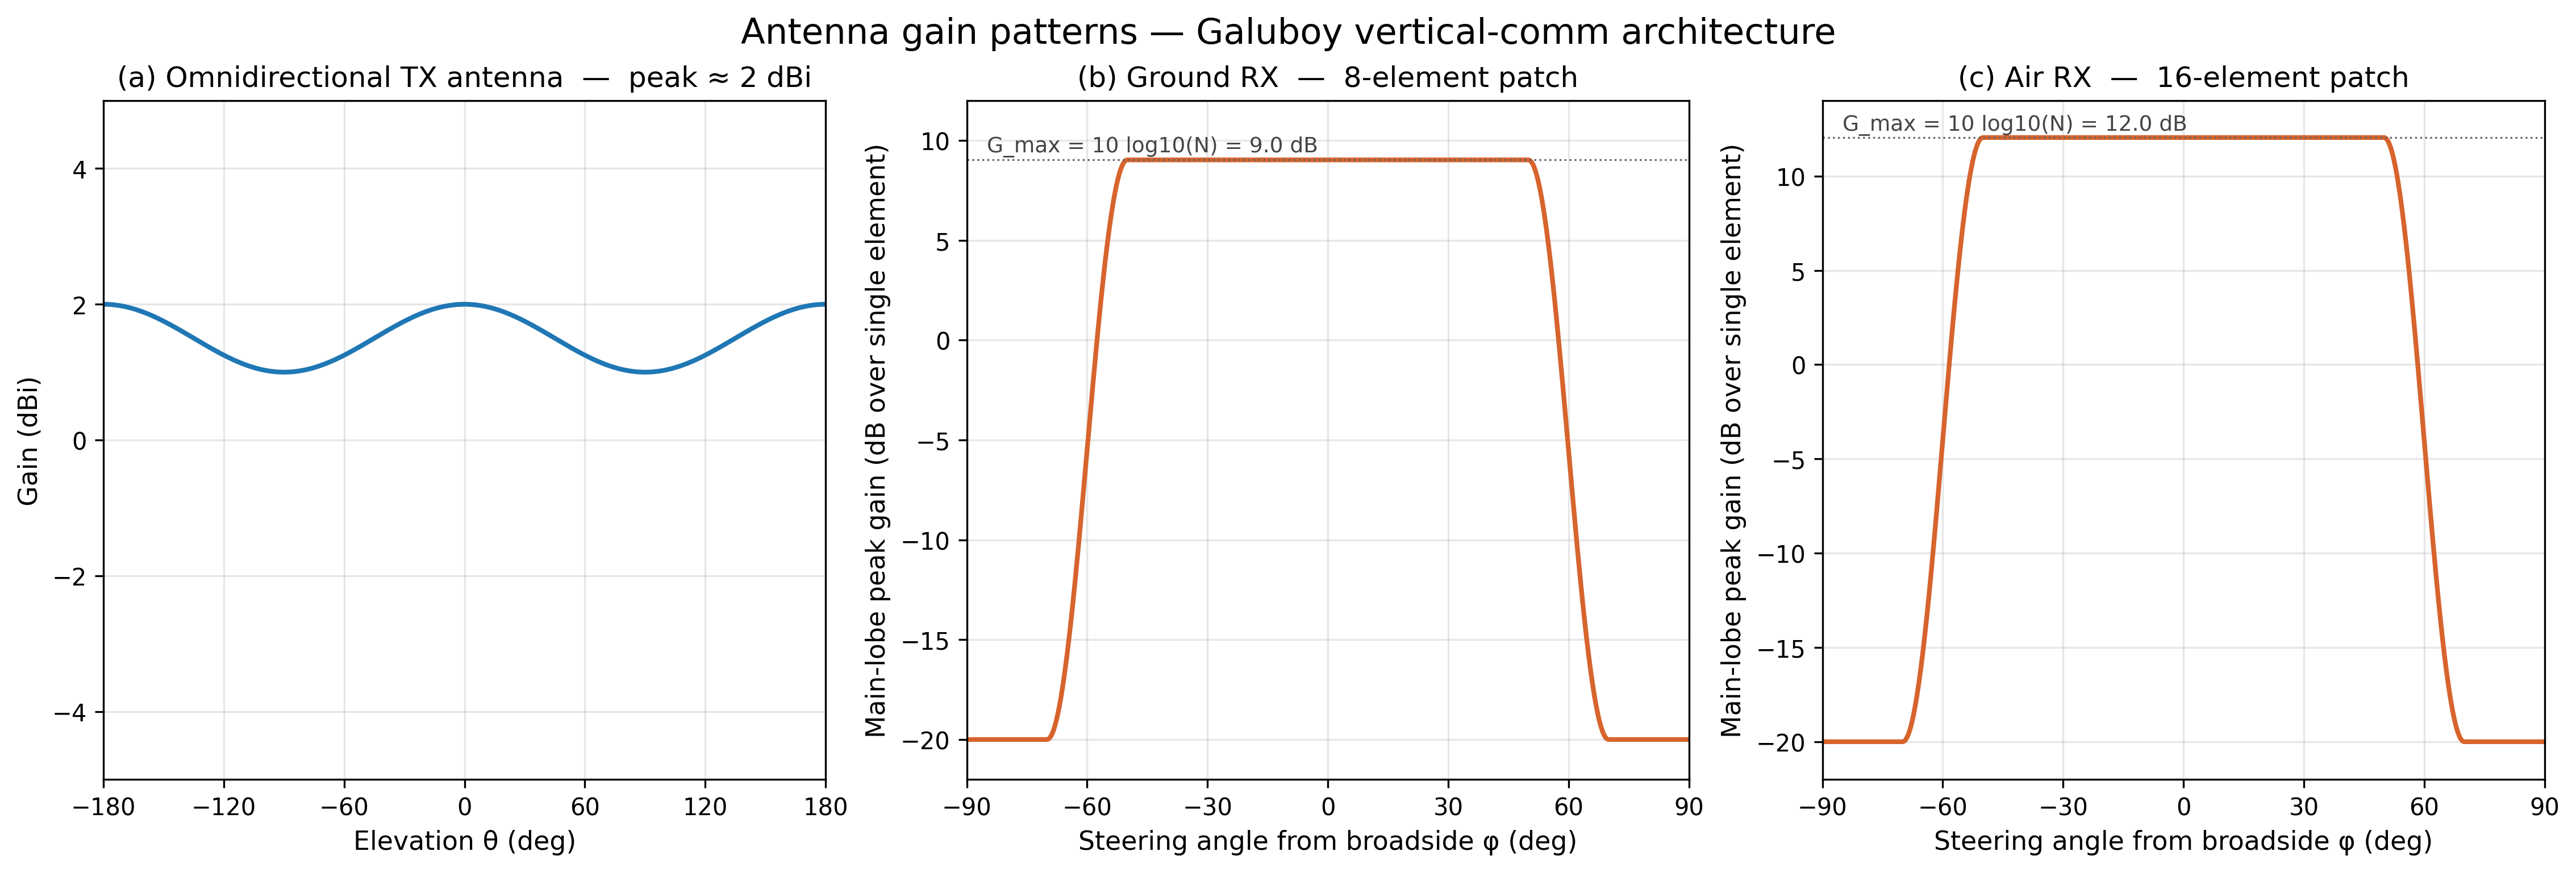 Antenna gain patterns — Galuboy vertical-comm architecture
(a) Omnidirectional TX antenna — peak ≈ 2 dBi
Gain (dBi)
4
2
0
−2
−4
−180 −120 −60 0 60 120 180
Elevation θ (deg)
(b) Ground RX — 8-element patch
G_max = 10 log10(N) = 9.0 dB
Main-lobe peak gain (dB over single element)
10
5
0
−5
−10
−15
−20
−90 −60 −30 0 30 60 90
Steering angle from broadside φ (deg)
(c) Air RX — 16-element patch
G_max = 10 log10(N) = 12.0 dB
Main-lobe peak gain (dB over single element)
10
5
0
−5
−10
−15
−20
−90 −60 −30 0 30 60 90
Steering angle from broadside φ (deg)